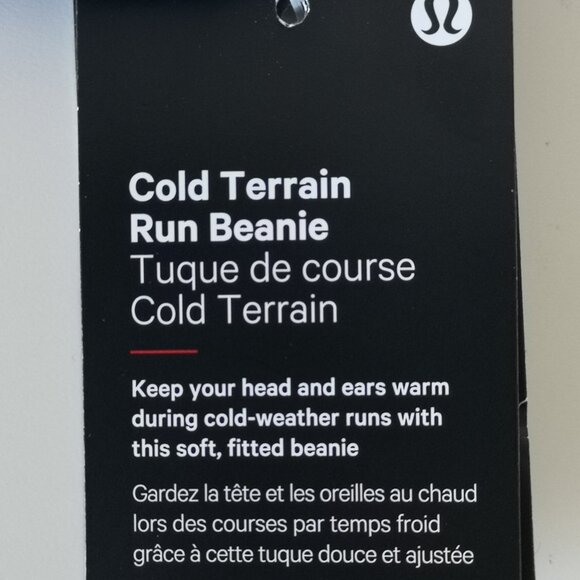 Cold Terrain
Run Beanie
Tuque de course
Cold Terrain
Keep your head and ears warm
during cold-weather runs with
this soft, fitted beanie
Gardez la tête et les oreilles au chaud
lors des courses par temps froid
grâce à cette tuque douce et ajustée